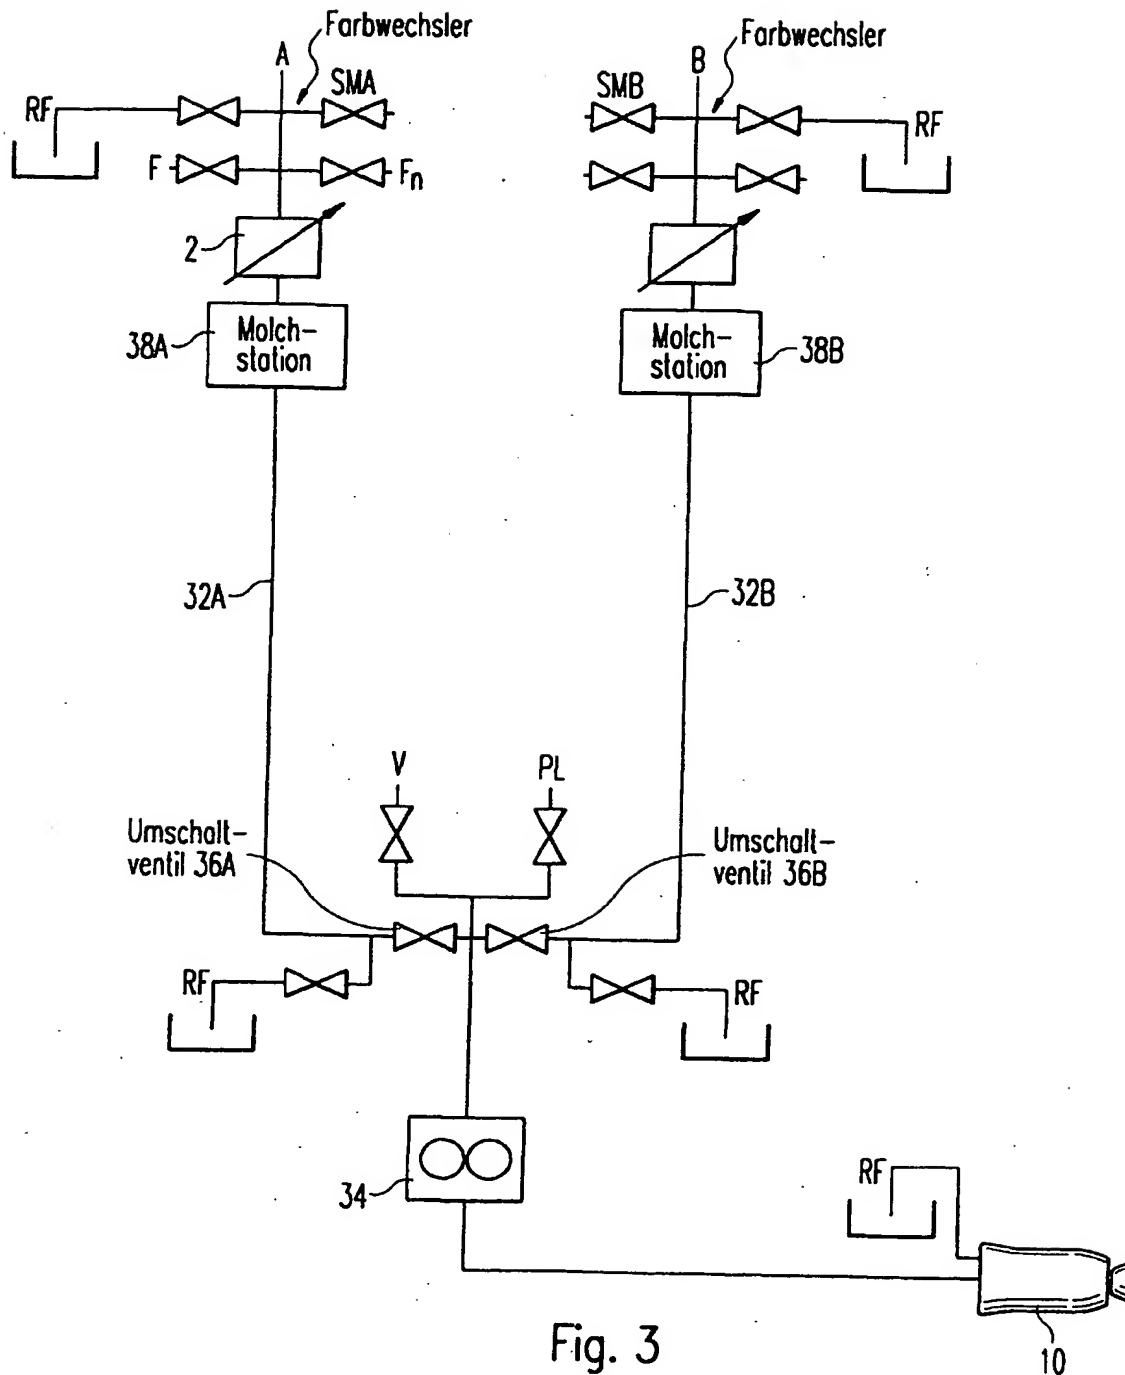 Farbwechsler
Farbwechsler
A
B
SMA
SMB
RF
RF
F
Fn
2
Molch-
station
38A
Molch-
station
38B
32A
32B
V
PL
Umschalt-
ventil 36A
Umschalt-
ventil 36B
RF
RF
34
RF
10
Fig. 3